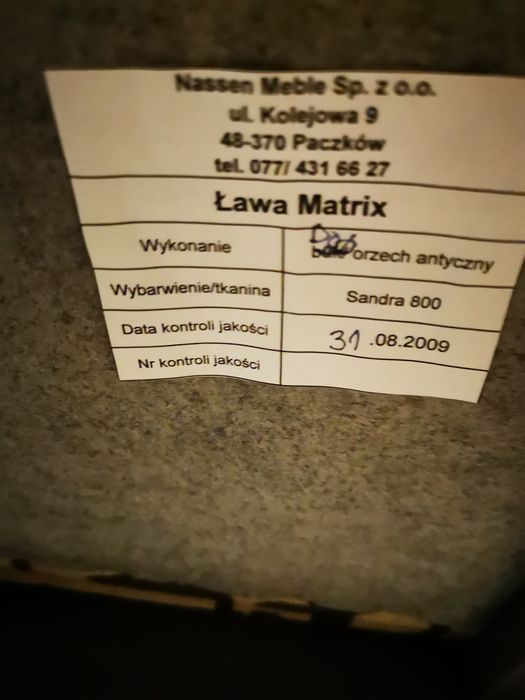 Nassen Meble Sp. z o.o.
ul. Kolejowa 9
48-370 Paczków
tel. 077/ 431 66 27
Ława Matrix
Wykonanie orzech antyczny
Wybarwienie/tkanina Sandra 800
Data kontroli jakości 31.08.2009
Nr kontroli jakości